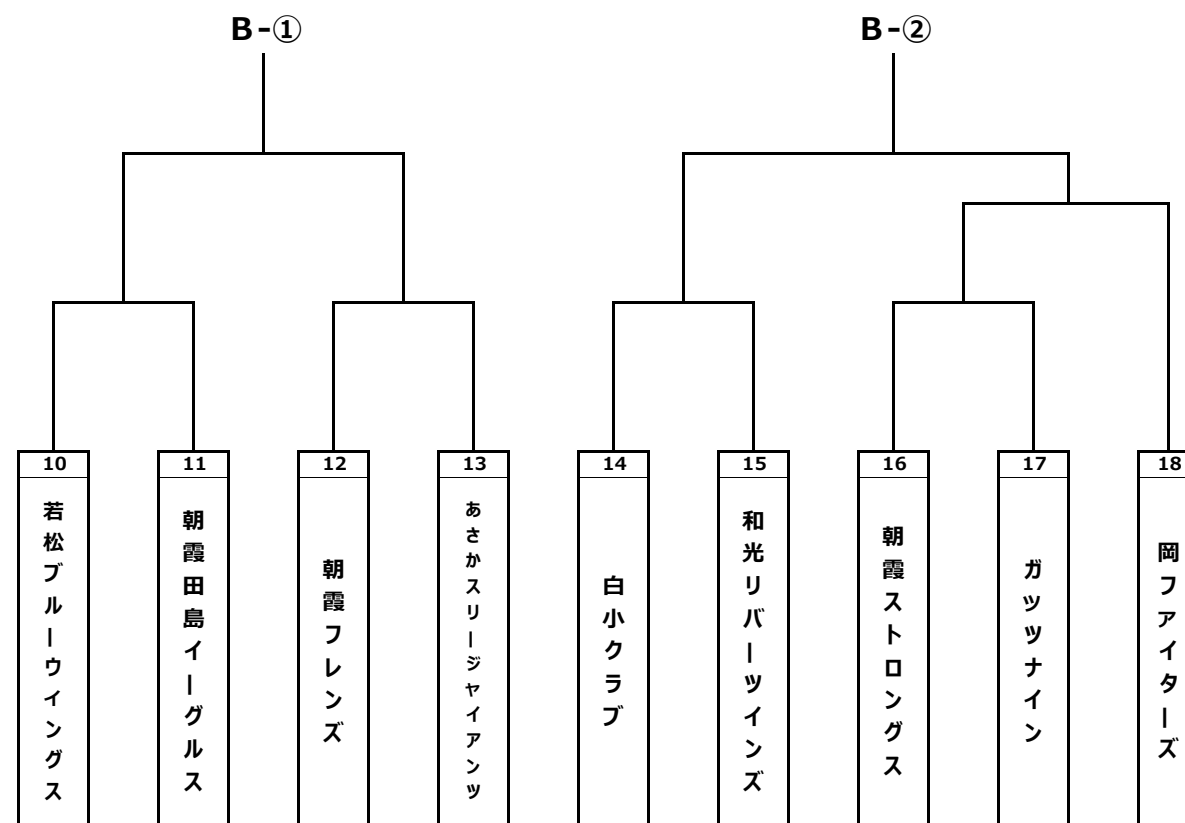 B-①
B-②
10
11
12
13
14
15
16
17
18
若松ブルーウイングス
朝霞田島イーグルス
朝霞フレンズ
あさかスリージャイアンツ
白小クラブ
和光リバーツインズ
朝霞ストロングス
ガッツナイン
岡ファイターズ